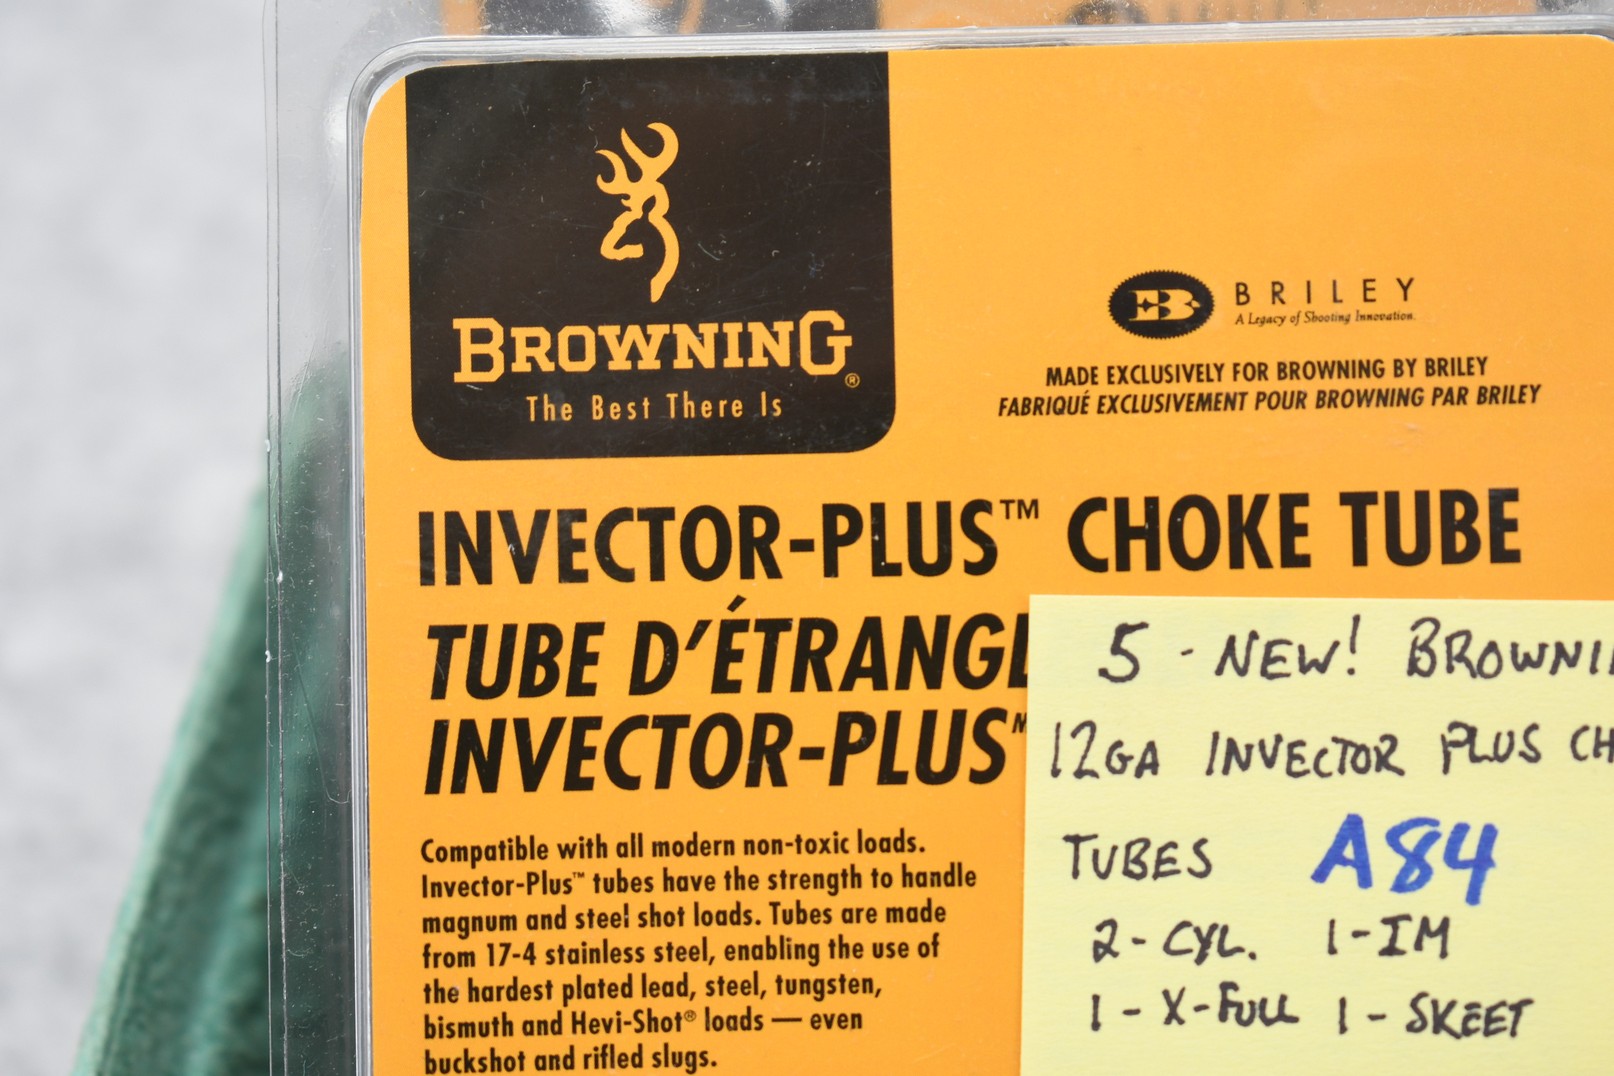 BROWNING®
The Best There Is
BRILEY
A Legacy of Shooting Innovation.
MADE EXCLUSIVELY FOR BROWNING BY BRILEY
FABRIQUÉ EXCLUSIVEMENT POUR BROWNING PAR BRILEY
INVECTOR-PLUS™ CHOKE TUBE
TUBE D'ÉTRANGL
INVECTOR-PLUS
Compatible with all modern non-toxic loads.
Invector-Plus™ tubes have the strength to handle
magnum and steel shot loads. Tubes are made
from 17-4 stainless steel, enabling the use of
the hardest plated lead, steel, tungsten,
bismuth and Hevi-Shot® loads — even
buckshot and rifled slugs.
5 - NEW! BROWNI
12GA INVECTOR PLUS CH
TUBES A84
2 - CYL. 1 - IM
1 - X-FULL 1 - SKEET